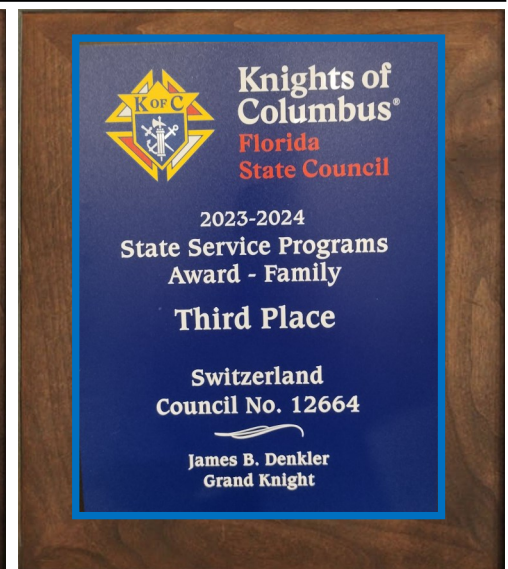 K OF C
Knights of
Columbus®
Florida
State Council
2023-2024
State Service Programs
Award - Family
Third Place
Switzerland
Council No. 12664
James B. Denkler
Grand Knight